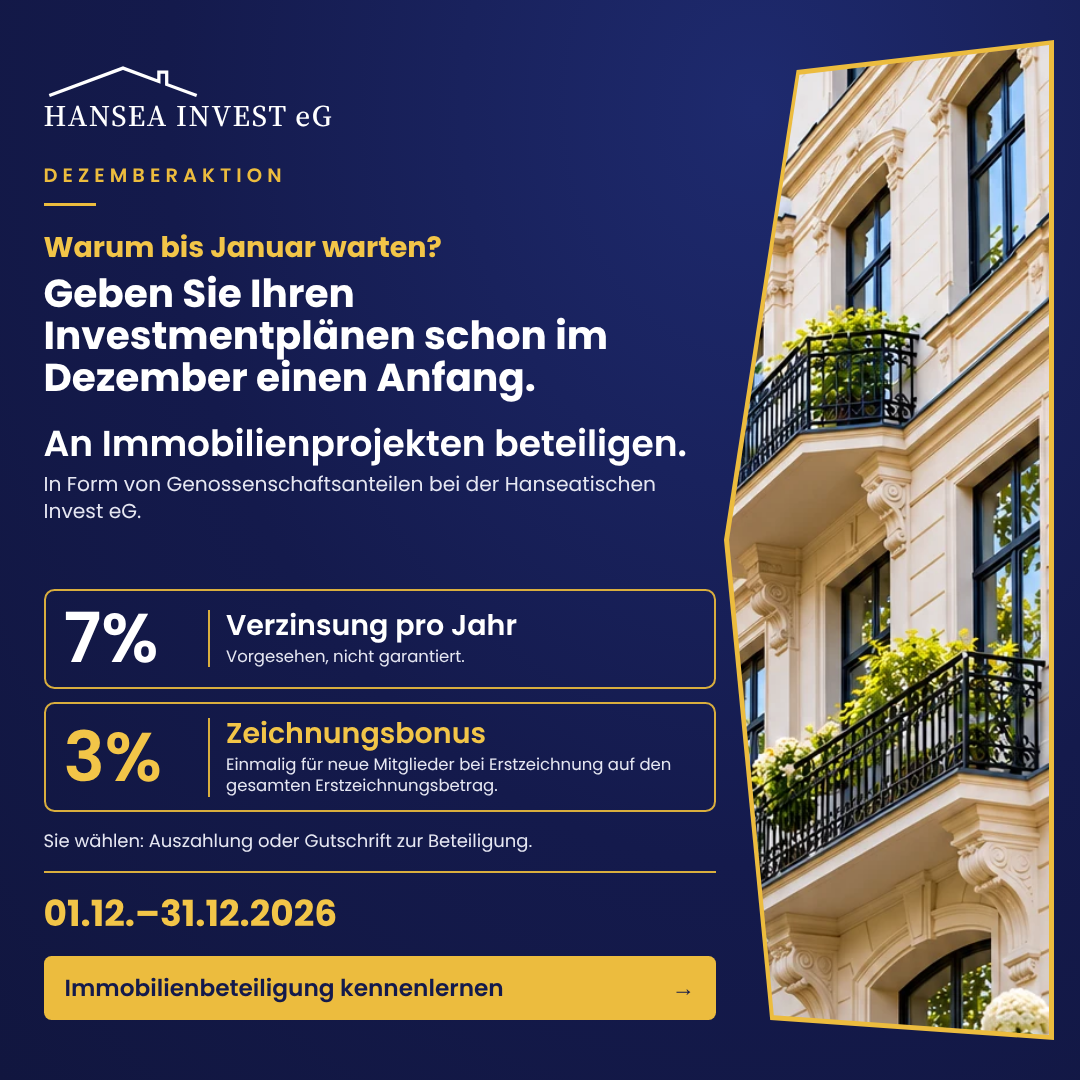 HANSEA INVEST eG
DEZEMBERAKTION
Warum bis Januar warten?
Geben Sie Ihren
Investmentplänen schon im
Dezember einen Anfang.
An Immobilienprojekten beteiligen.
In Form von Genossenschaftsanteilen bei der Hanseatischen
Invest eG.
7%
Verzinsung pro Jahr
Vorgesehen, nicht garantiert.
3%
Zeichnungsbonus
Einmalig für neue Mitglieder bei Erstzeichnung auf den
gesamten Erstzeichnungsbetrag.
Sie wählen: Auszahlung oder Gutschrift zur Beteiligung.
01.12.–31.12.2026
Immobilienbeteiligung kennenlernen →